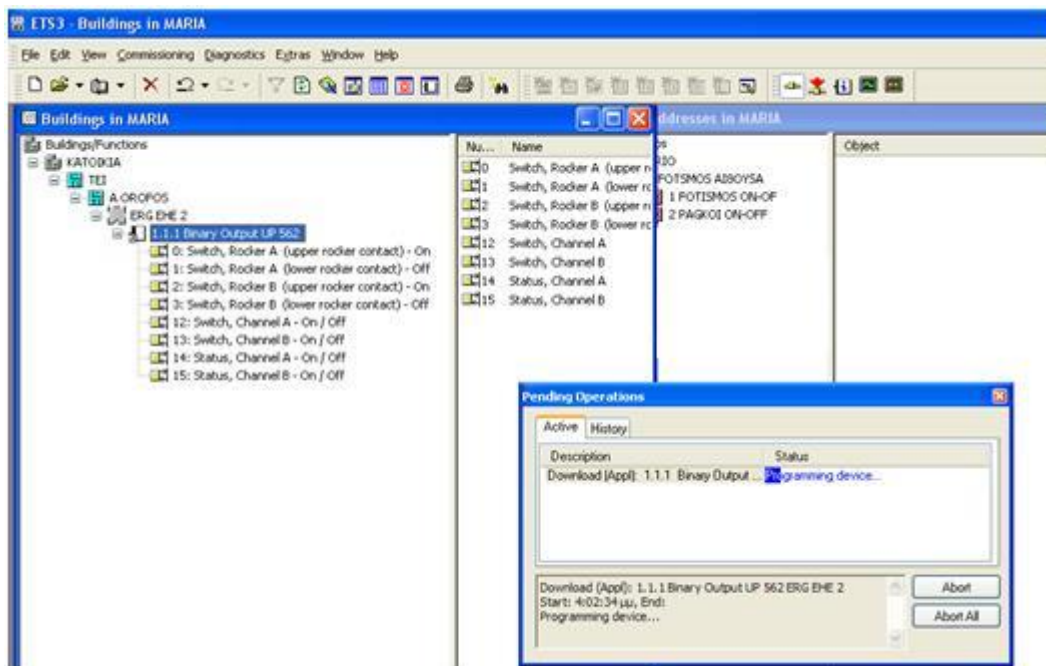 ETS3 - Buildings in MARIA
File Edit View Commissioning Diagnostics Extras Window Help
Buildings in MARIA
Buildings/Functions
KATOIKIA
TEI
A.OROFOS
ERG EHE 2
1.1.1 Binary Output UP 562
0: Switch, Rocker A (upper rocker contact) - On
1: Switch, Rocker A (lower rocker contact) - Off
2: Switch, Rocker B (upper rocker contact) - On
3: Switch, Rocker B (lower rocker contact) - Off
12: Switch, Channel A - On / Off
13: Switch, Channel B - On / Off
14: Status, Channel A - On / Off
15: Status, Channel B - On / Off
Nu... Name
0 Switch, Rocker A (upper r
1 Switch, Rocker A (lower rc
2 Switch, Rocker B (upper r
3 Switch, Rocker B (lower rc
12 Switch, Channel A
13 Switch, Channel B
14 Status, Channel A
15 Status, Channel B
ddresses in MARIA
RIO
FOTSMOS AIBOYSA
1 FOTISMOS ON-OF
2 PAGKOI ON-OFF
Object
Pending Operations
Active History
Description Status
Download (Appl): 1.1.1 Binary Output ... Programming device...
Download (Appl): 1.1.1 Binary Output UP 562 ERG EHE 2
Start: 4:02:34 μμ, End:
Programming device...
Abort
Abort All